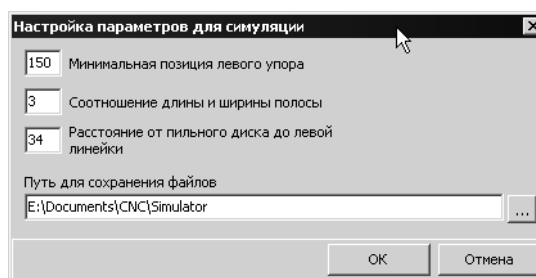 Настройка параметров для симуляции
150 Минимальная позиция левого упора
3 Соотношение длины и ширины полосы
34 Расстояние от пильного диска до левой
линейки
Путь для сохранения файлов
E:\Documents\CNC\Simulator ...
OK Отмена